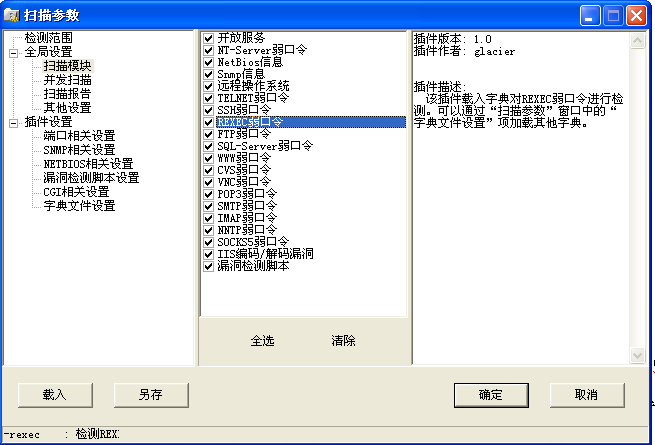 扫描参数
检测范围
全局设置
扫描模块
并发扫描
扫描报告
其他设置
插件设置
端口相关设置
SNMP相关设置
NETBIOS相关设置
漏洞检测脚本设置
CGI相关设置
字典文件设置
开放服务
NT-Server弱口令
NetBios信息
Snmp信息
远程操作系统
TELNET弱口令
SSH弱口令
REXEC弱口令
FTP弱口令
SQL-Server弱口令
WWW弱口令
CVS弱口令
VNC弱口令
POP3弱口令
SMTP弱口令
IMAP弱口令
NNTP弱口令
SOCKS5弱口令
IIS编码/解码漏洞
漏洞检测脚本
全选 清除
插件版本: 1.0
插件作者: glacier
插件描述:
该插件载入字典对REXEC弱口令进行检
测。可以通过“扫描参数”窗口中的“
字典文件设置”项加载其他字典。
载入 另存 确定 取消
-rexec : 检测REX